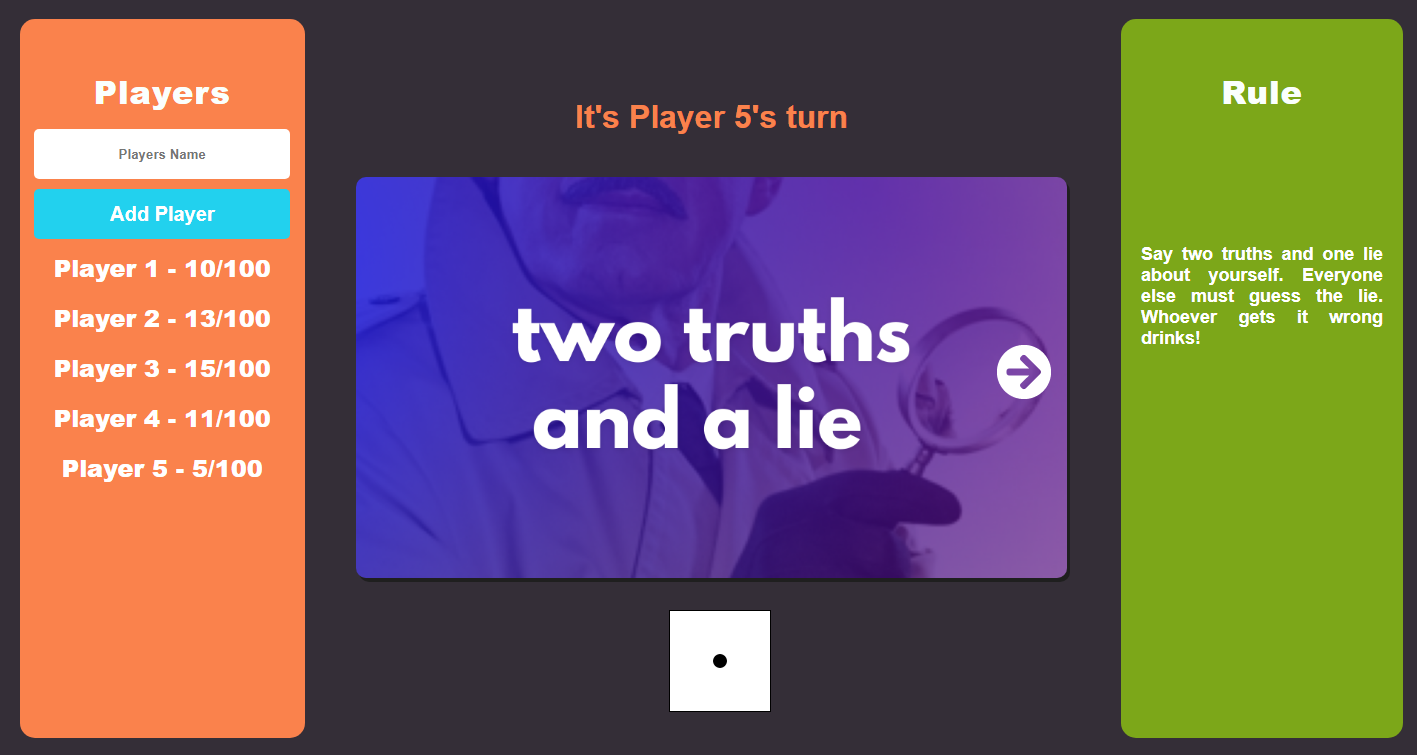 Players
Players Name
Add Player
Player 1 - 10/100
Player 2 - 13/100
Player 3 - 15/100
Player 4 - 11/100
Player 5 - 5/100
It's Player 5's turn
two truths
and a lie
Rule
Say two truths and one lie
about yourself. Everyone
else must guess the lie.
Whoever gets it wrong
drinks!